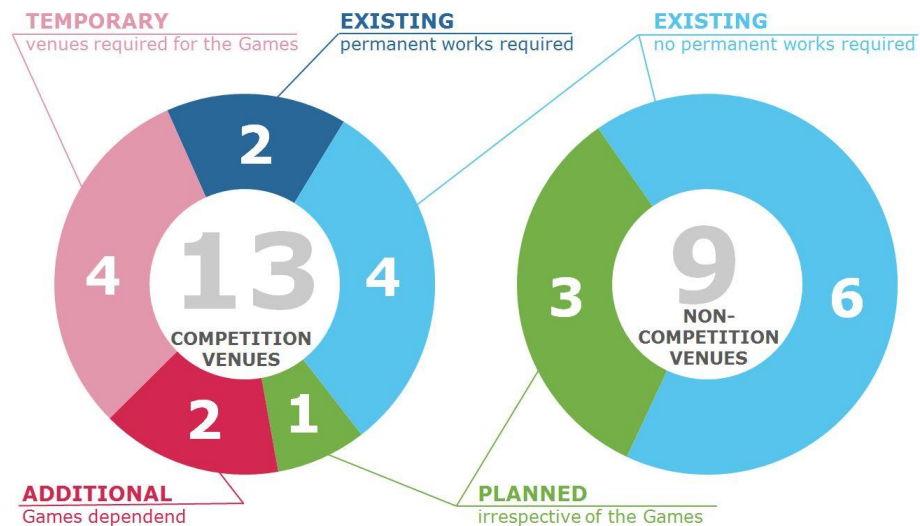 TEMPORARY
venues required for the Games
EXISTING
permanent works required
EXISTING
no permanent works required
2
4
4
13
COMPETITION
VENUES
2
1
3
9
NON-
COMPETITION
VENUES
6
ADDITIONAL
Games dependend
PLANNED
irrespective of the Games